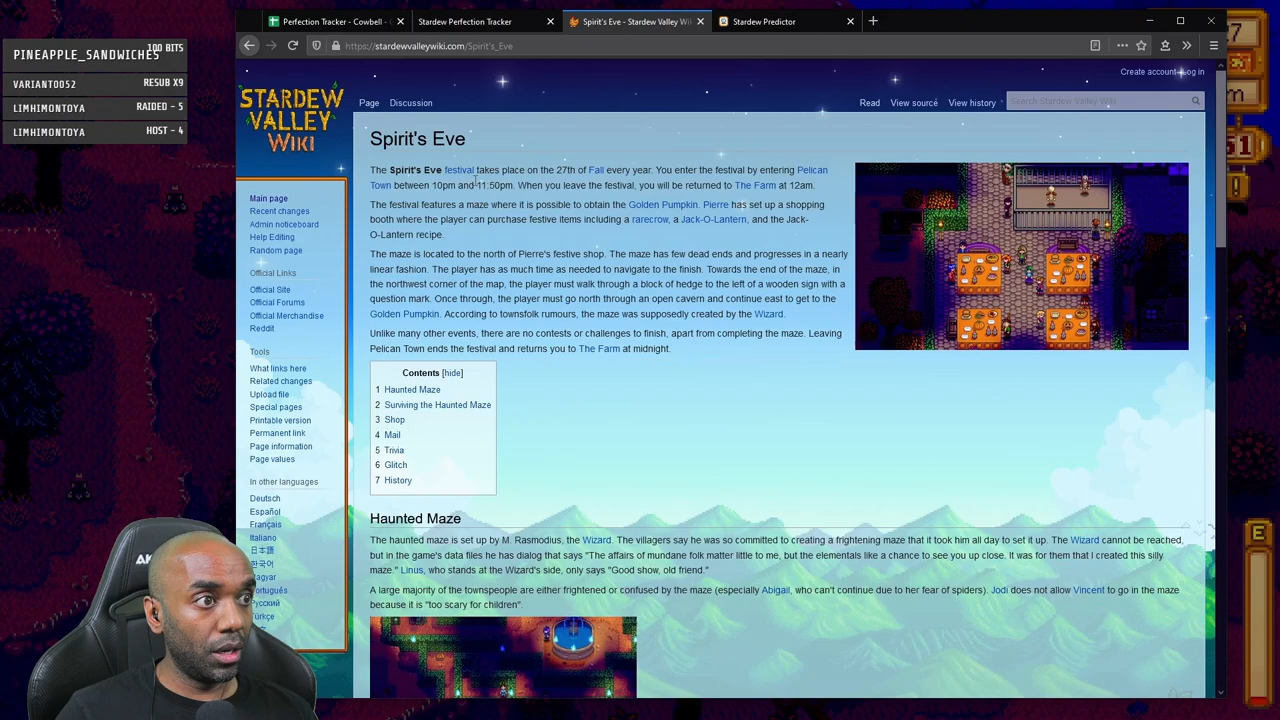 PINEAPPLE_SANDWICHES 100 BITS
VARIANT0052 RESUB X9
LIMHIMONTOYA RAIDED - 5
LIMHIMONTOYA HOST - 4
Perfection Tracker - Cowbell -
Stardew Perfection Tracker
Spirit's Eve - Stardew Valley Wi
Stardew Predictor
https://stardewvalleywiki.com/Spirit's_Eve
Create account Log in
STARDEW
VALLEY
WIKI
Page Discussion
Read View source View history
Search Stardew Valley Wiki
Main page
Recent changes
Admin noticeboard
Help Editing
Random page
Official Links
Official Site
Official Forums
Official Merchandise
Reddit
Tools
What links here
Related changes
Upload file
Special pages
Printable version
Permanent link
Page information
Page values
In other languages
Deutsch
Español
Français
Italiano
日本語
한국어
Magyar
Português
Русский
Türkçe
Spirit's Eve
The Spirit's Eve festival takes place on the 27th of Fall every year. You enter the festival by entering Pelican
Town between 10pm and 11:50pm. When you leave the festival, you will be returned to The Farm at 12am.
The festival features a maze where it is possible to obtain the Golden Pumpkin. Pierre has set up a shopping
booth where the player can purchase festive items including a rarecrow, a Jack-O-Lantern, and the Jack-
O-Lantern recipe.
The maze is located to the north of Pierre's festive shop. The maze has few dead ends and progresses in a nearly
linear fashion. The player has as much time as needed to navigate to the finish. Towards the end of the maze, in
the northwest corner of the map, the player must walk through a block of hedge to the left of a wooden sign with a
question mark. Once through, the player must go north through an open cavern and continue east to get to the
Golden Pumpkin. According to townsfolk rumours, the maze was supposedly created by the Wizard.
Unlike many other events, there are no contests or challenges to finish, apart from completing the maze. Leaving
Pelican Town ends the festival and returns you to The Farm at midnight.
Contents [hide]
1 Haunted Maze
2 Surviving the Haunted Maze
3 Shop
4 Mail
5 Trivia
6 Glitch
7 History
Haunted Maze
The haunted maze is set up by M. Rasmodius, the Wizard. The villagers say he was so committed to creating a frightening maze that it took him all day to set it up. The Wizard cannot be reached,
but in the game's data files he has dialog that says "The affairs of mundane folk matter little to me, but the elementals like a chance to see you up close. It was for them that I created this silly
maze." Linus, who stands at the Wizard's side, only says "Good show, old friend."
A large majority of the townspeople are either frightened or confused by the maze (especially Abigail, who can't continue due to her fear of spiders). Jodi does not allow Vincent to go in the maze
because it is "too scary for children".
E